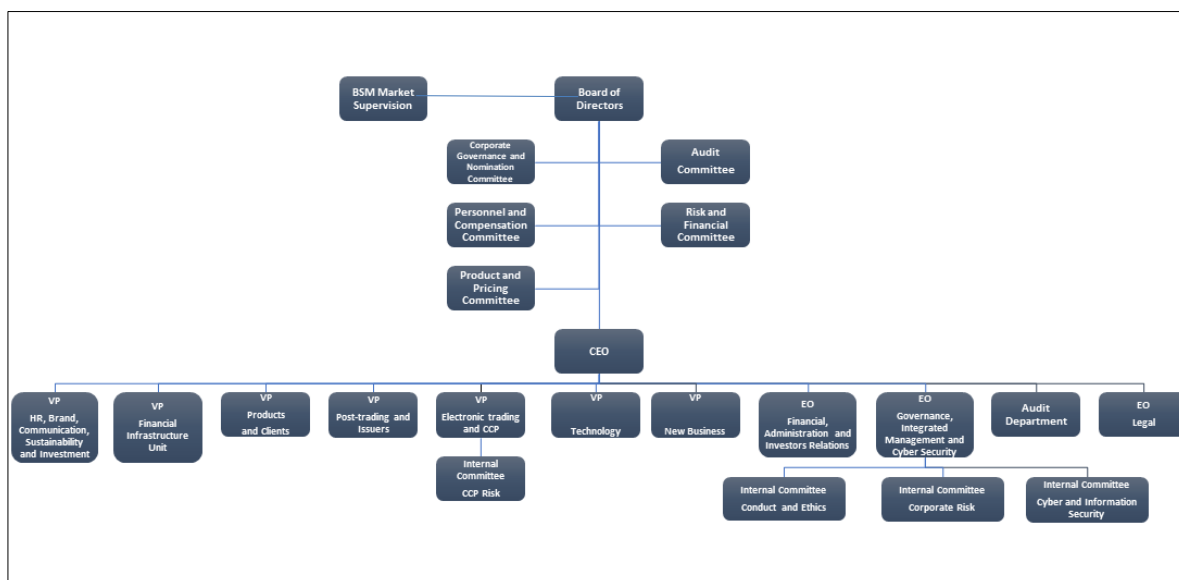 BSM Market
Supervision
Board of
Directors
Corporate
Governance and
Nomination
Committee
Audit
Committee
Personnel and
Compensation
Committee
Risk and
Financial
Committee
Product and
Pricing
Committee
CEO
VP
HR, Brand,
Communication,
Sustainability
and Investment
VP
Financial
Infrastructure
Unit
VP
Products
and Clients
VP
Post-trading and
Issuers
VP
Electronic trading
and CCP
VP
Technology
VP
New Business
EO
Financial,
Administration and
Investors Relations
EO
Governance,
Integrated
Management and
Cyber Security
Audit
Department
EO
Legal
Internal
Committee
CCP Risk
Internal Committee
Conduct and Ethics
Internal Committee
Corporate Risk
Internal Committee
Cyber and Information
Security